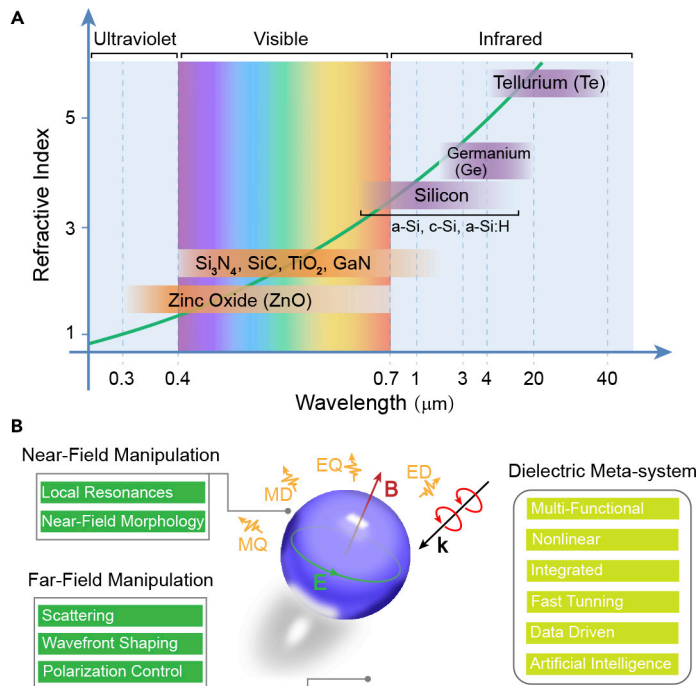 A
Ultraviolet Visible Infrared
Refractive Index
5
3
1
Tellurium (Te)
Germanium
(Ge)
Silicon
a-Si, c-Si, a-Si:H
Si₃N₄, SiC, TiO₂, GaN
Zinc Oxide (ZnO)
0.3 0.4 0.7 1 3 4 20 40
Wavelength (μm)
B
Near-Field Manipulation
Local Resonances
Near-Field Morphology
Far-Field Manipulation
Scattering
Wavefront Shaping
Polarization Control
MQ
MD
EQ
ED
B
E
k
Dielectric Meta-system
Multi-Functional
Nonlinear
Integrated
Fast Tunning
Data Driven
Artificial Intelligence